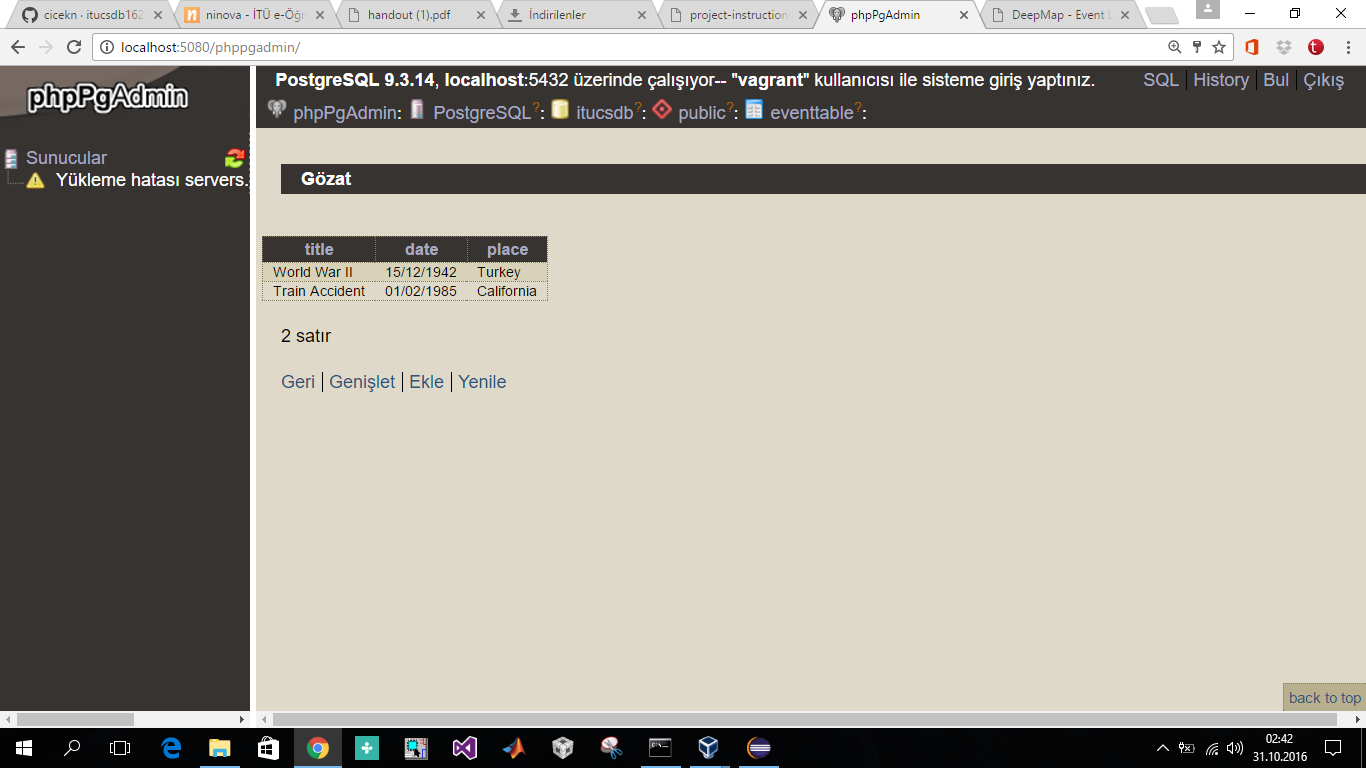 cicekn · itucsdb162
ninova - İTÜ e-Öğr
handout (1).pdf
İndirilenler
project-instruction
phpPgAdmin
DeepMap - Event L
localhost:5080/phppgadmin/
phpPgAdmin
PostgreSQL 9.3.14, localhost:5432 üzerinde çalışıyor-- "vagrant" kullanıcısı ile sisteme giriş yaptınız.
SQL | History | Bul | Çıkış
phpPgAdmin: PostgreSQL?: itucsdb?: public?: eventtable?:
Sunucular
Yükleme hatası servers.
Gözat
title date place
World War II 15/12/1942 Turkey
Train Accident 01/02/1985 California
2 satır
Geri | Genişlet | Ekle | Yenile
back to top
02:42
31.10.2016